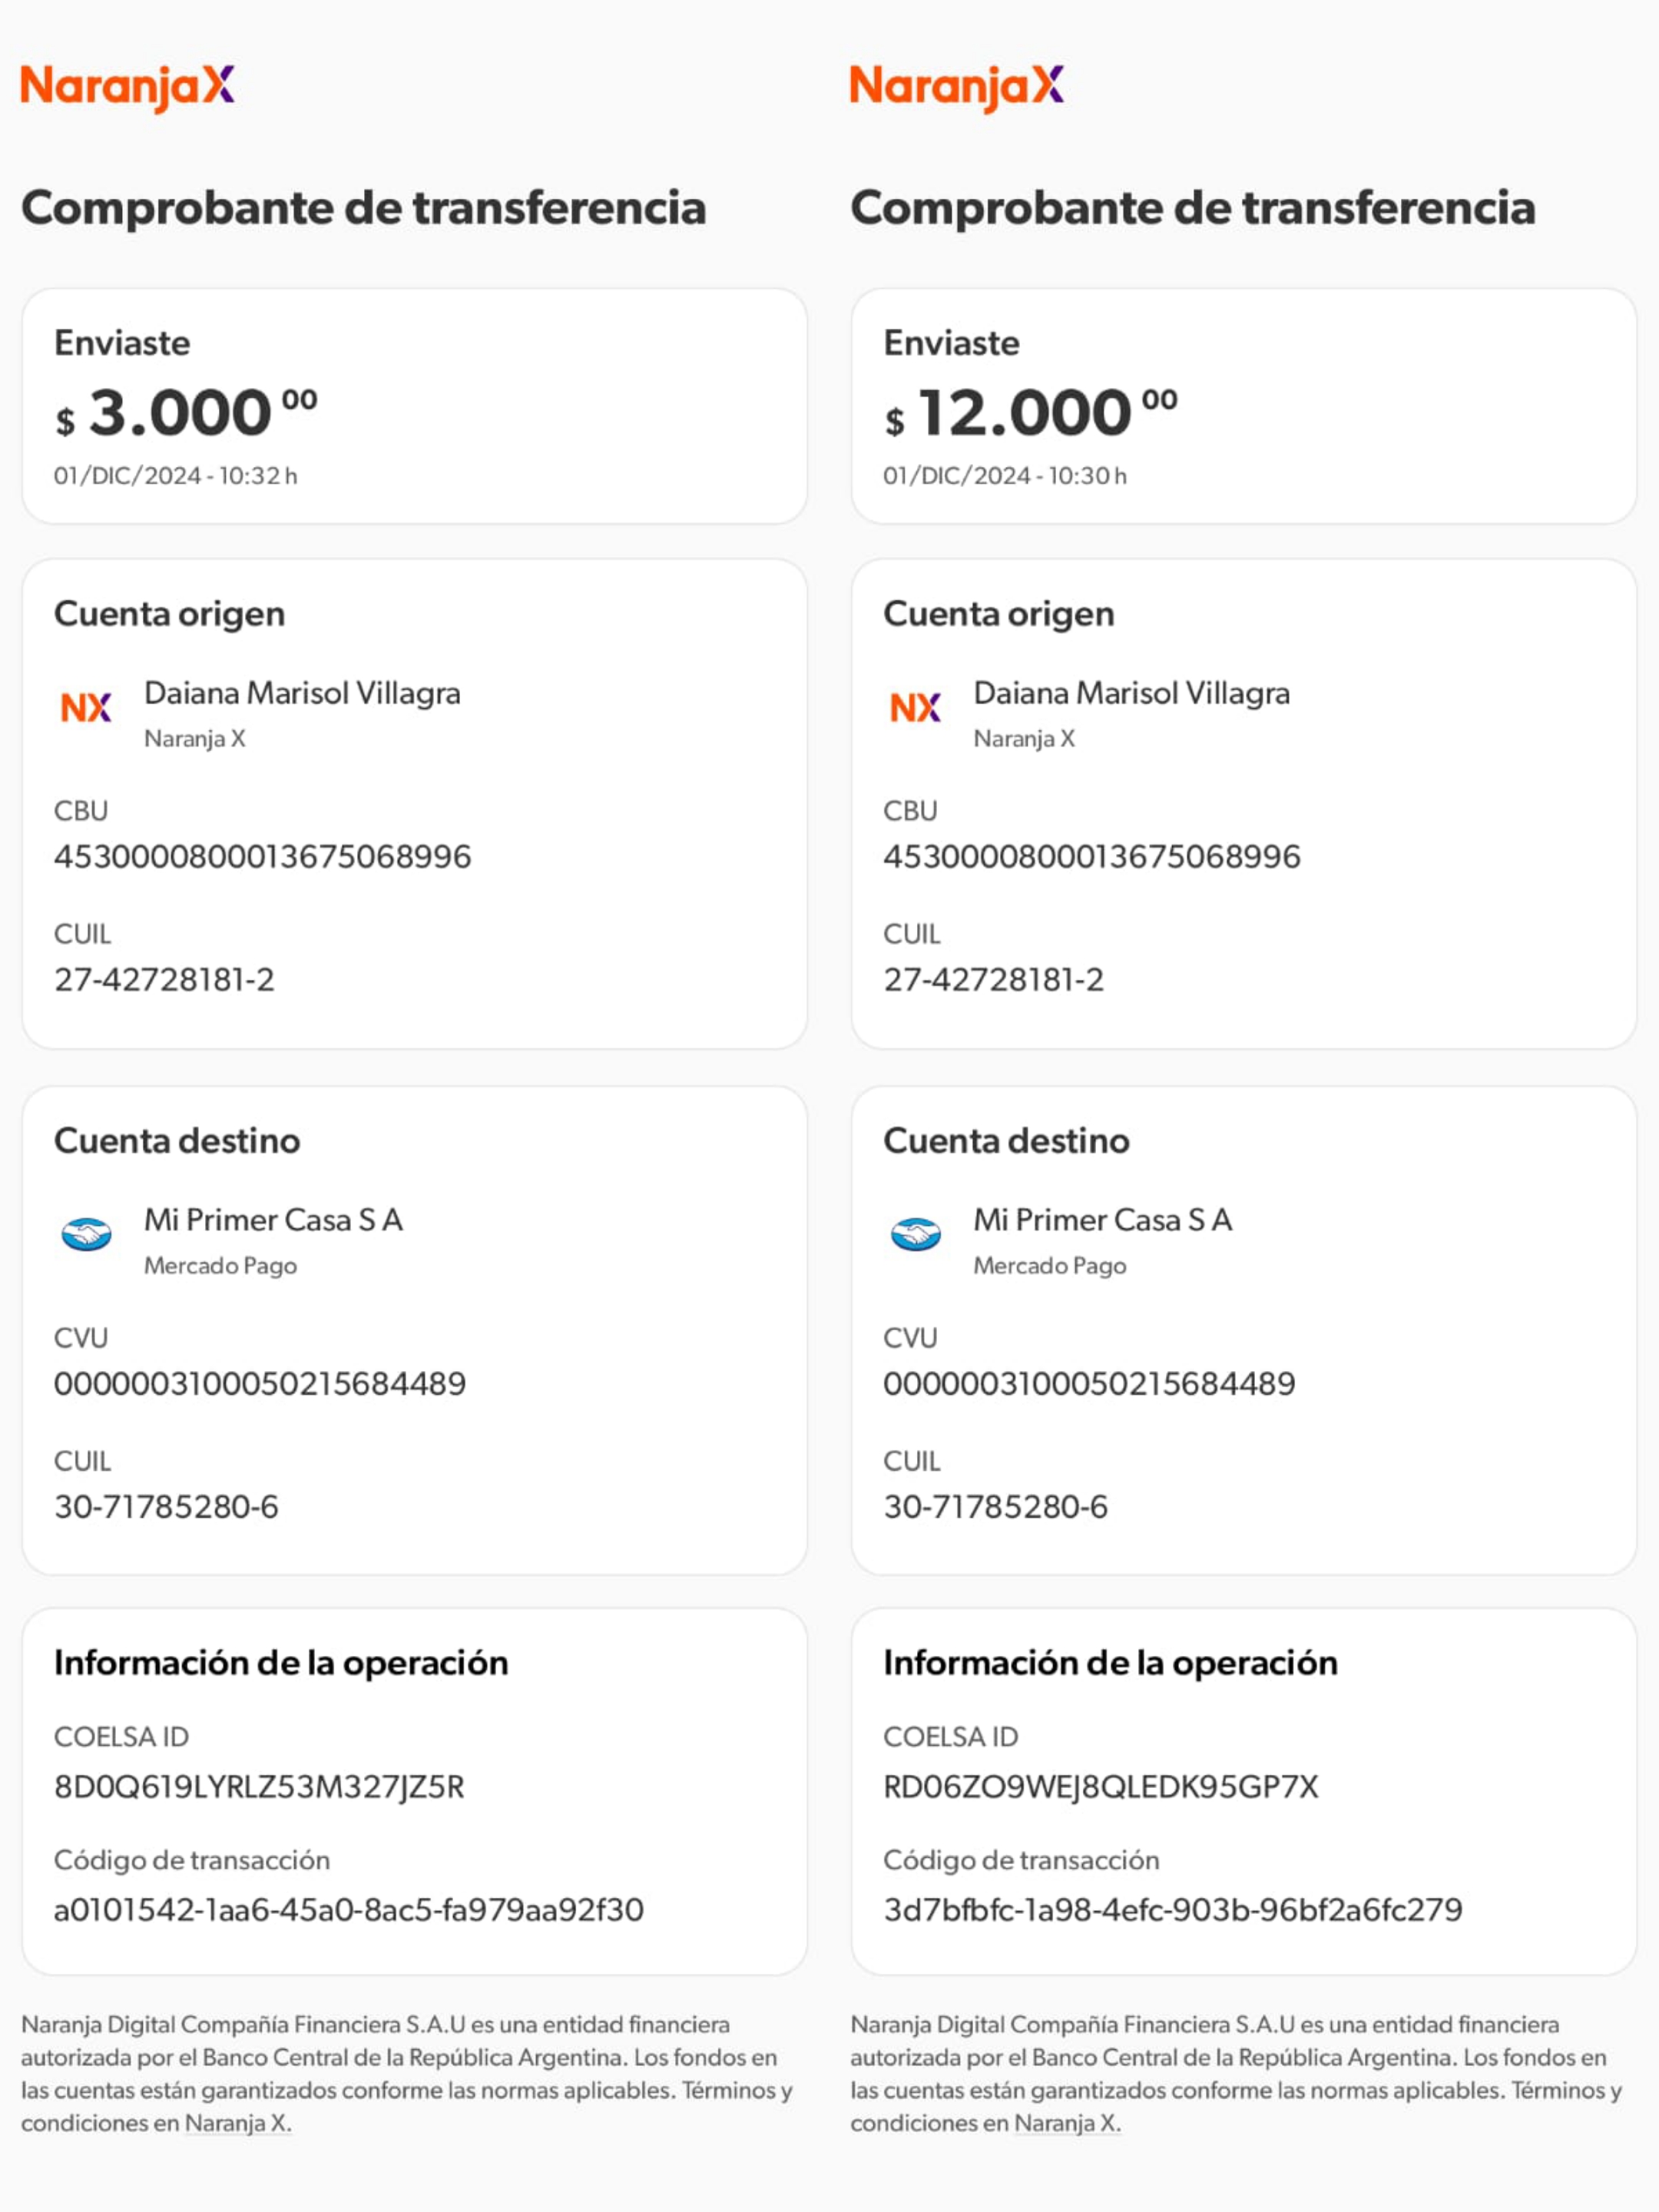 NaranjaX
Comprobante de transferencia
Enviaste
$ 3.000 00
01/DIC/2024 - 10:32 h
Cuenta origen
NX
Daiana Marisol Villagra
Naranja X
CBU
4530000800013675068996
CUIL
27-42728181-2
Cuenta destino
Mi Primer Casa S A
Mercado Pago
CVU
0000003100050215684489
CUIL
30-71785280-6
Información de la operación
COELSA ID
8D0Q619LYRLZ53M327JZ5R
Código de transacción
a0101542-1aa6-45a0-8ac5-fa979aa92f30
Naranja Digital Compañía Financiera S.A.U es una entidad financiera
autorizada por el Banco Central de la República Argentina. Los fondos en
las cuentas están garantizados conforme las normas aplicables. Términos y
condiciones en Naranja X.
NaranjaX
Comprobante de transferencia
Enviaste
$ 12.000 00
01/DIC/2024 - 10:30 h
Cuenta origen
NX
Daiana Marisol Villagra
Naranja X
CBU
4530000800013675068996
CUIL
27-42728181-2
Cuenta destino
Mi Primer Casa S A
Mercado Pago
CVU
0000003100050215684489
CUIL
30-71785280-6
Información de la operación
COELSA ID
RD06ZO9WEJ8QLEDK95GP7X
Código de transacción
3d7bfbfc-1a98-4efc-903b-96bf2a6fc279
Naranja Digital Compañía Financiera S.A.U es una entidad financiera
autorizada por el Banco Central de la República Argentina. Los fondos en
las cuentas están garantizados conforme las normas aplicables. Términos y
condiciones en Naranja X.